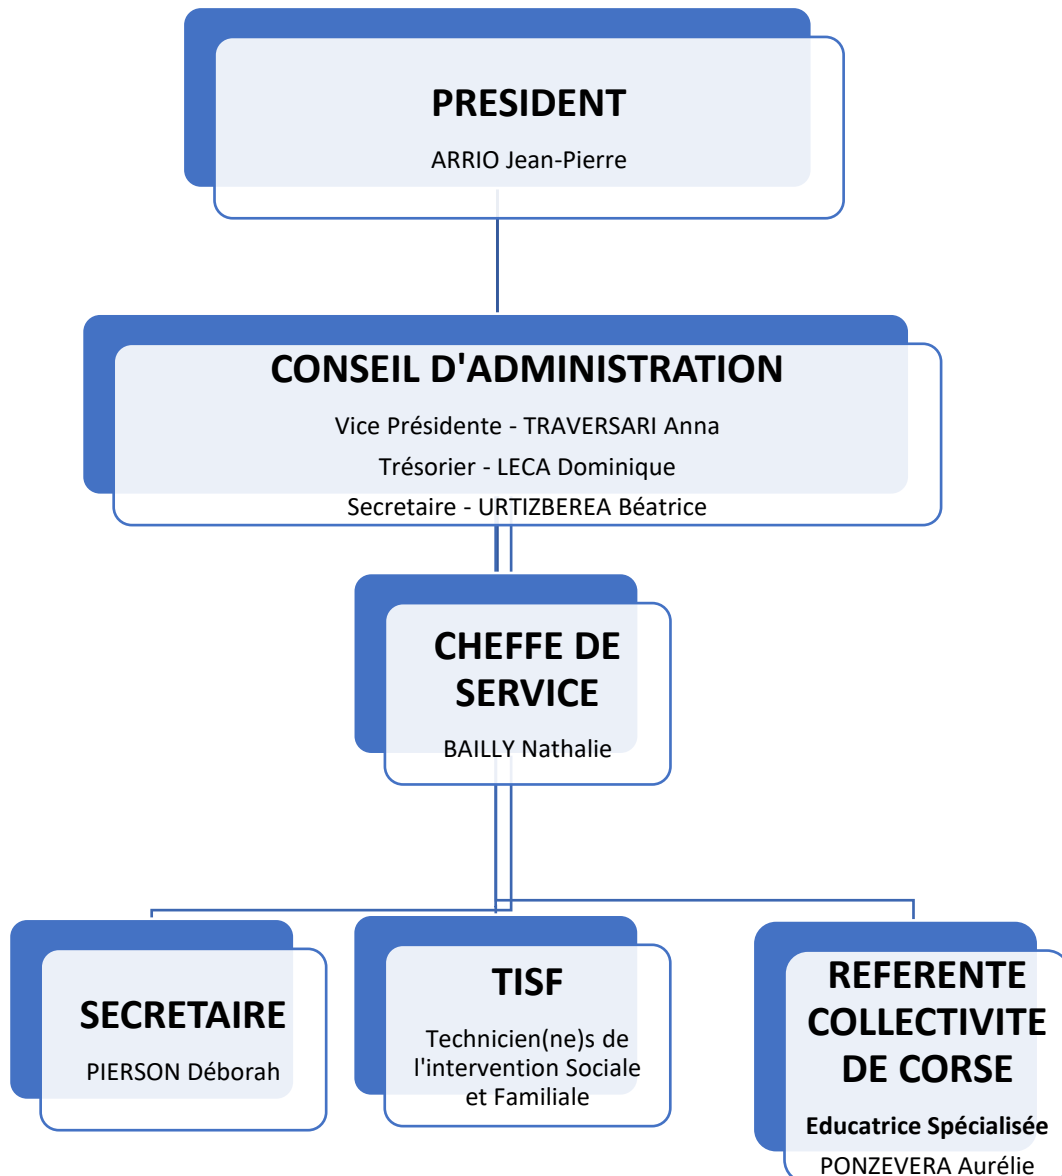 PRESIDENT
ARRIO Jean-Pierre
CONSEIL D'ADMINISTRATION
Vice Présidente - TRAVERSARI Anna
Trésorier - LECA Dominique
Secretaire - URTIZBEREA Béatrice
CHEFFE DE
SERVICE
BAILLY Nathalie
SECRETAIRE
PIERSON Déborah
TISF
Technicien(ne)s de
l'intervention Sociale
et Familiale
REFERENTE
COLLECTIVITE
DE CORSE
Educatrice Spécialisée
PONZEVERA Aurélie